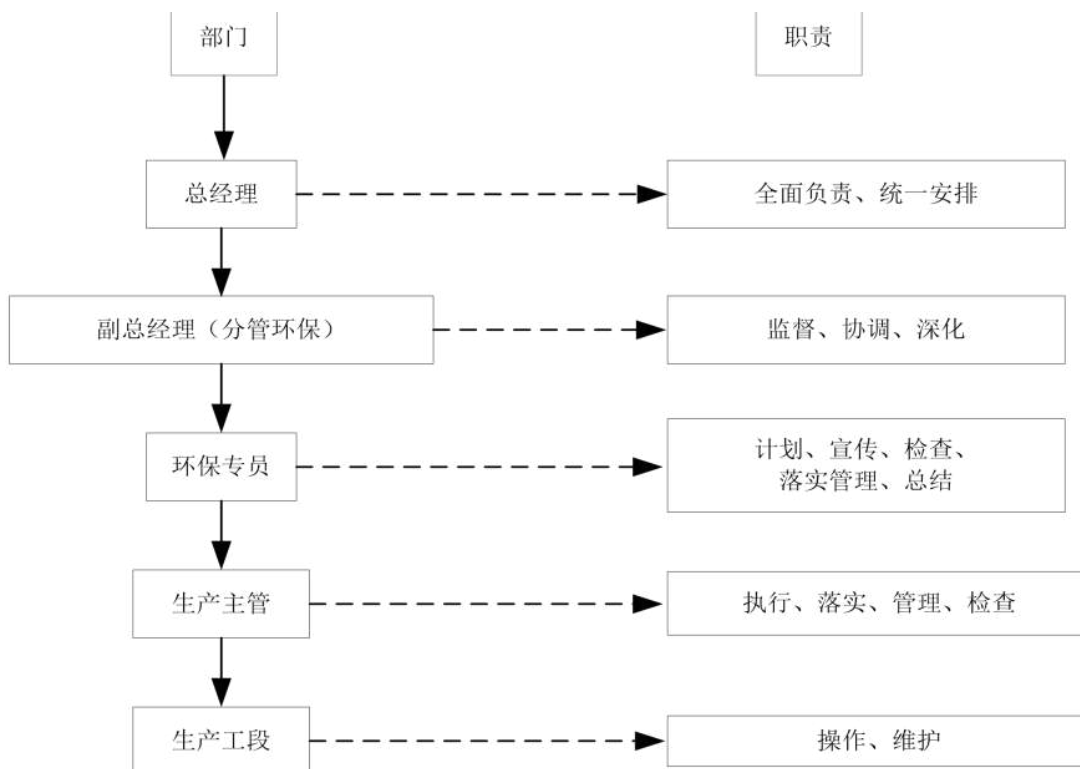 部门
职责
总经理
全面负责、统一安排
副总经理（分管环保）
监督、协调、深化
环保专员
计划、宣传、检查、
落实管理、总结
生产主管
执行、落实、管理、检查
生产工段
操作、维护